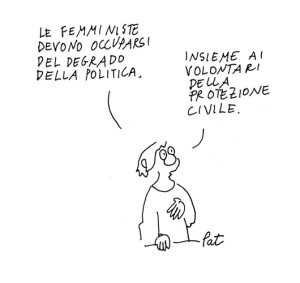 LE FEMMINISTE
DEVONO OCCUPARSI
DEL DEGRADO
DELLA POLITICA.
INSIEME AI
VOLONTARI
DELLA
PROTEZIONE
CIVILE.
Pat